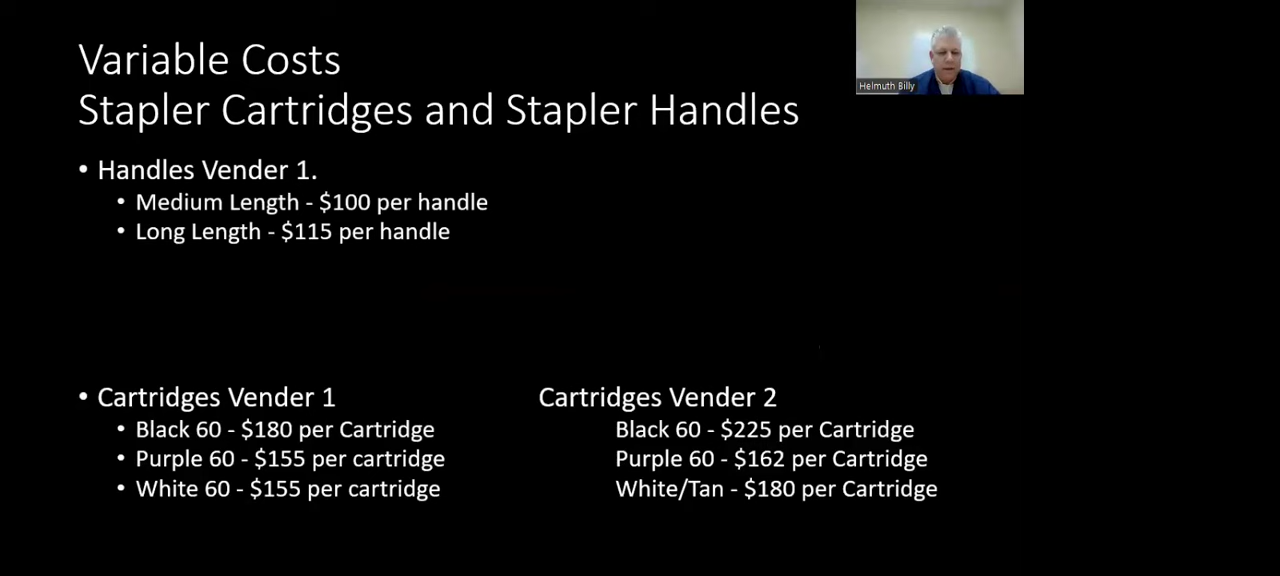 Variable Costs
Stapler Cartridges and Stapler Handles
Helmuth Billy
• Handles Vender 1.
• Medium Length - $100 per handle
• Long Length - $115 per handle
• Cartridges Vender 1
• Black 60 - $180 per Cartridge
• Purple 60 - $155 per cartridge
• White 60 - $155 per cartridge
Cartridges Vender 2
Black 60 - $225 per Cartridge
Purple 60 - $162 per Cartridge
White/Tan - $180 per Cartridge